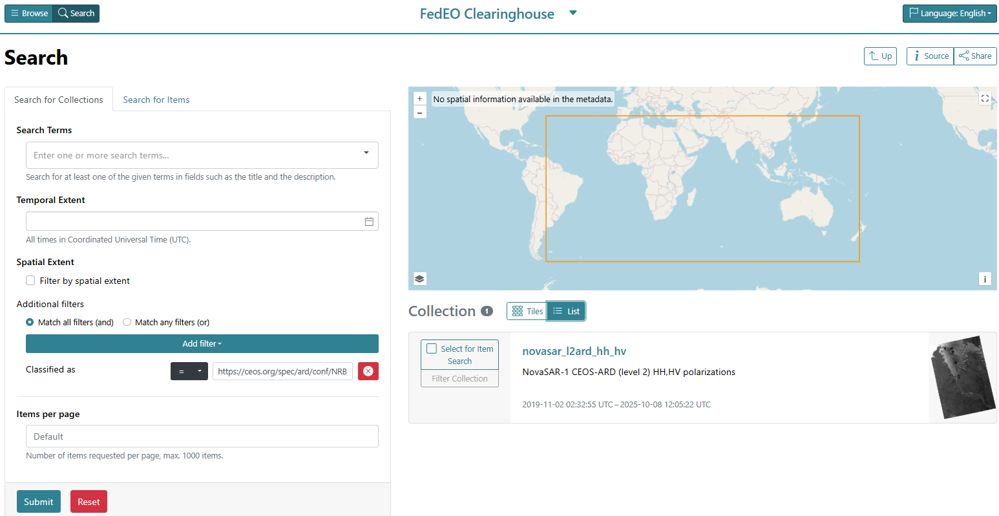 Browse
Search
FedEO Clearinghouse
Language: English
Search
Up
Source
Share
Search for Collections
Search for Items
Search Terms
Enter one or more search terms...
Search for at least one of the given terms in fields such as the title and the description.
Temporal Extent
All times in Coordinated Universal Time (UTC).
Spatial Extent
Filter by spatial extent
Additional filters
Match all filters (and)
Match any filters (or)
Add filter
Classified as
=
https://ceos.org/spec/ard/conf/NRB
Items per page
Default
Number of items requested per page, max. 1000 items.
Submit
Reset
+
−
No spatial information available in the metadata.
i
Collection 1
Tiles
List
Select for Item
Search
Filter Collection
novasar_l2ard_hh_hv
NovaSAR-1 CEOS-ARD (level 2) HH,HV polarizations
2019-11-02 02:32:55 UTC – 2025-10-08 12:05:22 UTC